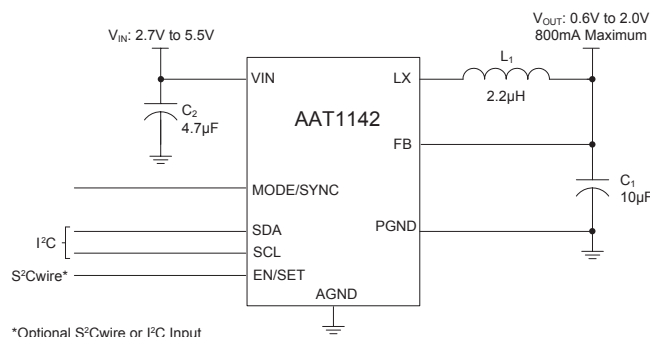 V_OUT: 0.6V to 2.0V
800mA Maximum
V_IN: 2.7V to 5.5V
L₁
2.2µH
VIN
LX
C₂
4.7µF
AAT1142
FB
C₁
10µF
MODE/SYNC
SDA
I²C
SCL
PGND
S²Cwire*
EN/SET
AGND
*Optional S²Cwire or I²C Input